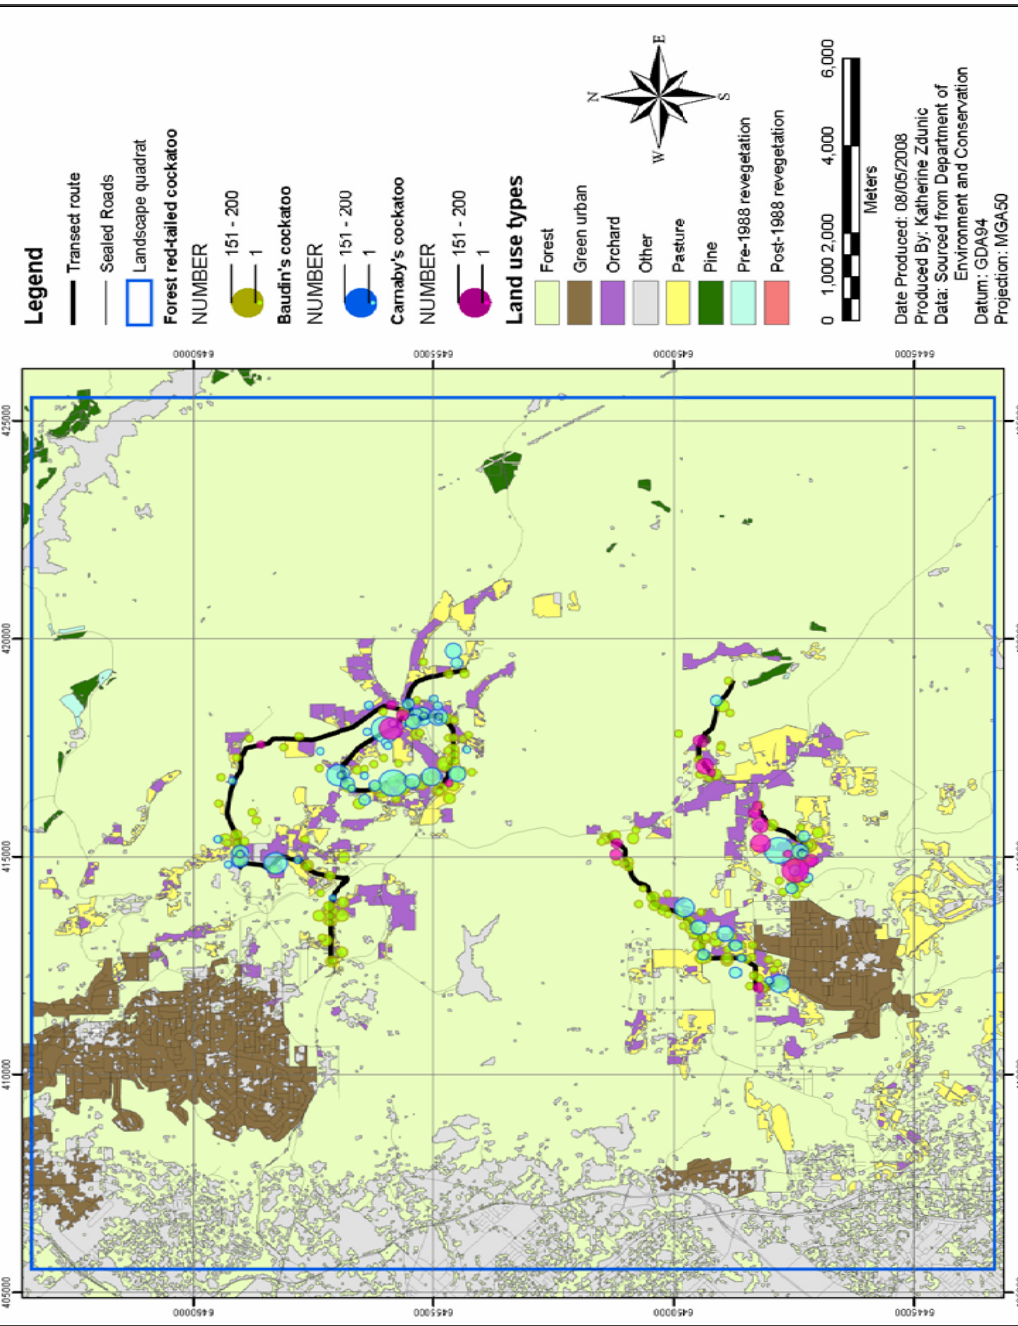 Legend
Transect route
Sealed Roads
Landscape quadrat
Forest red-tailed cockatoo
NUMBER
151 - 200
1
Baudin's cockatoo
NUMBER
151 - 200
1
Carnaby's cockatoo
NUMBER
151 - 200
1
Land use types
Forest
Green urban
Orchard
Other
Pasture
Pine
Pre-1988 revegetation
Post-1988 revegetation
N
W
E
S
0 1,000 2,000 4,000 6,000
Meters
Date Produced: 08/05/2008
Produced By: Katherine Zdunic
Data: Sourced from Department of
Environment and Conservation
Datum: GDA94
Projection: MGA50
405000
410000
415000
420000
425000
6460000
6455000
6450000
6445000
6460000
6455000
6450000
6445000